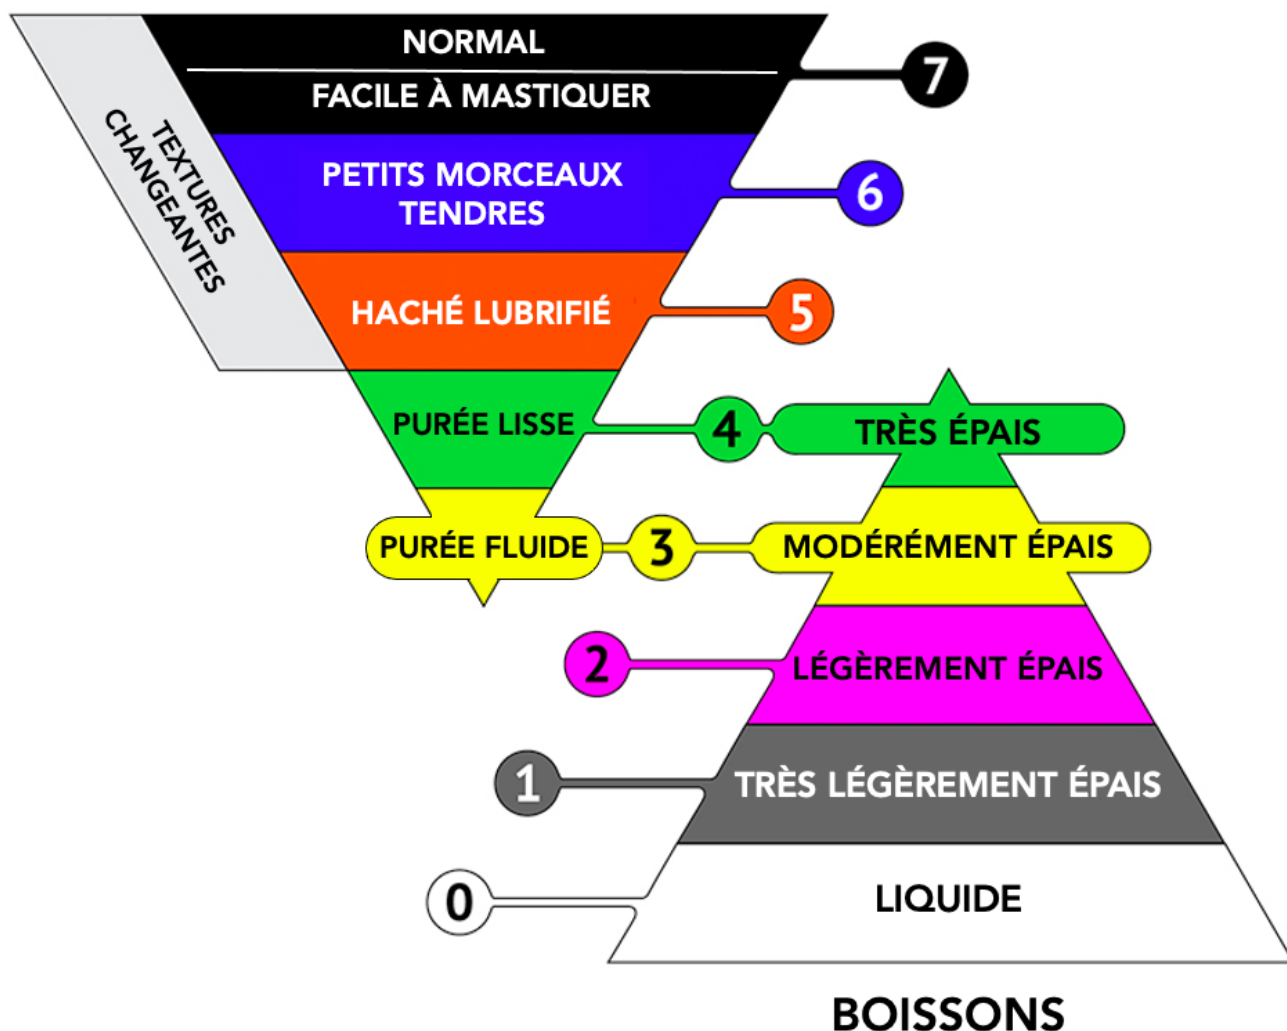 NORMAL
7
FACILE À MASTIQUER
TEXTURES
CHANGEANTES
PETITS MORCEAUX
TENDRES
6
HACHÉ LUBRIFIÉ
5
PURÉE LISSE
4
TRÈS ÉPAIS
PURÉE FLUIDE
3
MODÉRÉMENT ÉPAIS
2
LÉGÈREMENT ÉPAIS
1
TRÈS LÉGÈREMENT ÉPAIS
0
LIQUIDE
BOISSONS